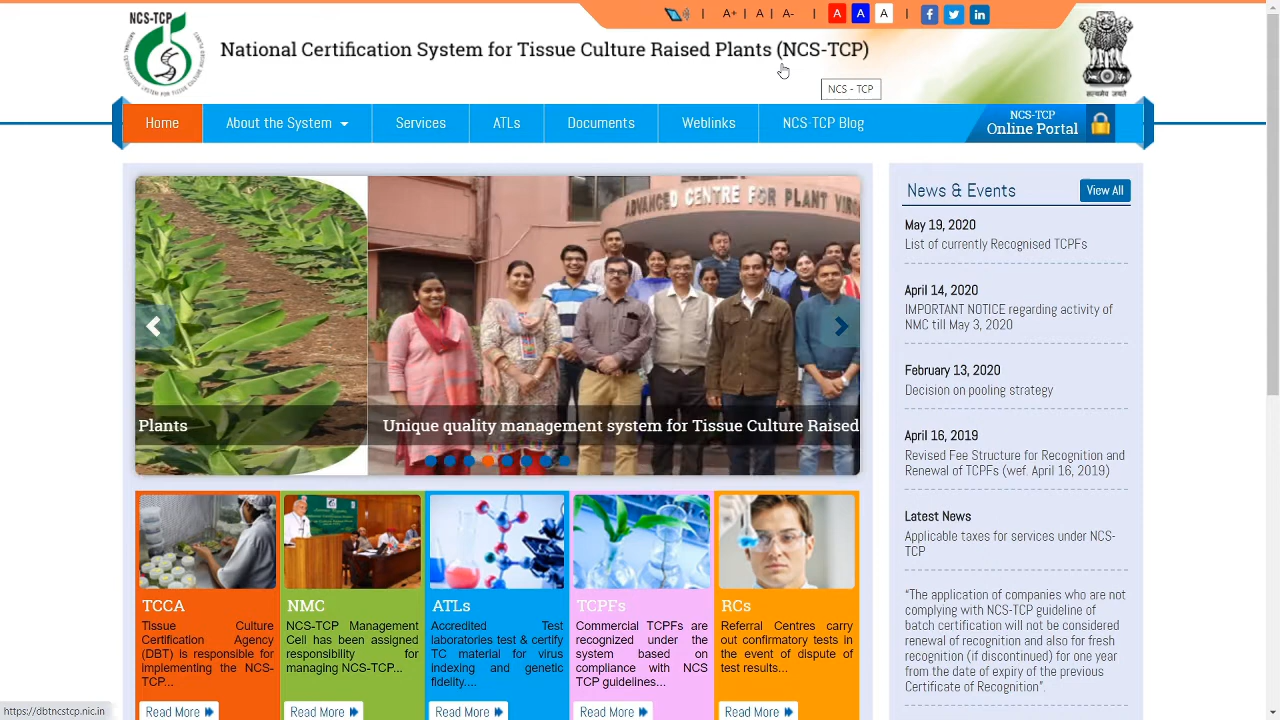 NCS-TCP
A+ | A | A-
A A A
National Certification System for Tissue Culture Raised Plants (NCS-TCP)
NCS - TCP
Home
About the System
Services
ATLs
Documents
Weblinks
NCS-TCP Blog
NCS-TCP
Online Portal
ADVANCED CENTRE FOR PLANT
Plants
Unique quality management system for Tissue Culture Raised
TCCA
Tissue Culture
Certification Agency
(DBT) is responsible for
implementing the NCS-
TCP...
Read More
NMC
NCS-TCP Management
Cell has been assigned
responsibility for
managing NCS-TCP...
Read More
ATLs
Accredited Test
laboratories test & certify
TC material for virus
indexing and genetic
fidelity....
Read More
TCPFs
Commercial TCPFs are
recognized under the
system based on
compliance with NCS
TCP guidelines...
Read More
RCs
Referral Centres carry
out confirmatory tests in
the event of dispute of
test results...
Read More
News & Events
View All
May 19, 2020
List of currently Recognised TCPFs
April 14, 2020
IMPORTANT NOTICE regarding activity of
NMC till May 3, 2020
February 13, 2020
Decision on pooling strategy
April 16, 2019
Revised Fee Structure for Recognition and
Renewal of TCPFs (wef. April 16, 2019)
Latest News
Applicable taxes for services under NCS-
TCP
“The application of companies who are not
complying with NCS-TCP guideline of
batch certification will not be considered
renewal of recognition and also for fresh
recognition (if discontinued) for one year
from the date of expiry of the previous
Certificate of Recognition”.
https://dbtncstcp.nic.in